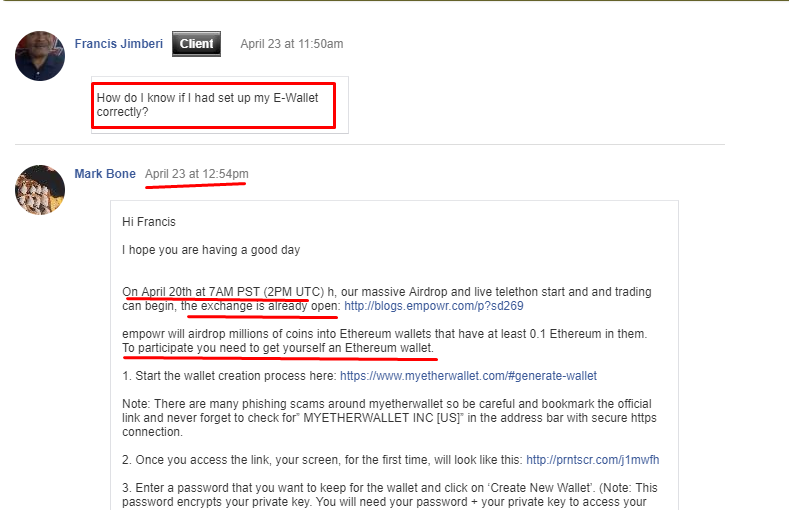 Francis Jimberi Client April 23 at 11:50am
How do I know if I had set up my E-Wallet
correctly?
Mark Bone April 23 at 12:54pm
Hi Francis
I hope you are having a good day
On April 20th at 7AM PST (2PM UTC) h, our massive Airdrop and live telethon start and and trading
can begin, the exchange is already open: http://blogs.empowr.com/p?sd269
empowr will airdrop millions of coins into Ethereum wallets that have at least 0.1 Ethereum in them.
To participate you need to get yourself an Ethereum wallet.
1. Start the wallet creation process here: https://www.myetherwallet.com/#generate-wallet
Note: There are many phishing scams around myetherwallet so be careful and bookmark the official
link and never forget to check for” MYETHERWALLET INC [US]” in the address bar with secure https
connection.
2. Once you access the link, your screen, for the first time, will look like this: http://prntscr.com/j1mwfh
3. Enter a password that you want to keep for the wallet and click on ‘Create New Wallet’. (Note: This
password encrypts your private key. You will need your password + your private key to access your